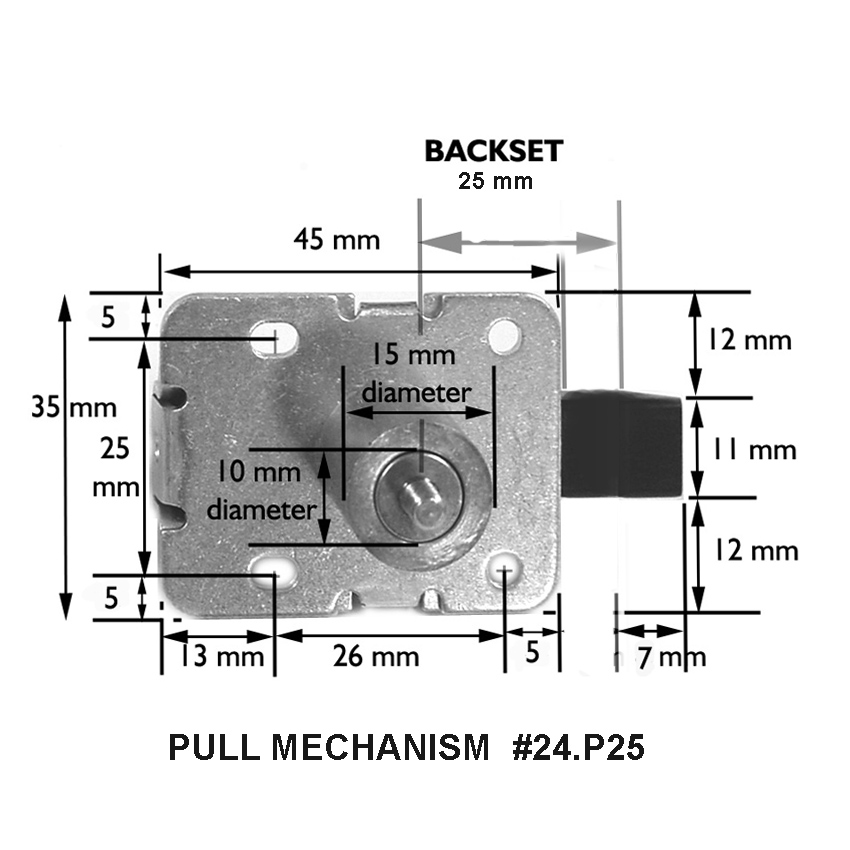 BACKSET
25 mm
45 mm
5
12 mm
15 mm
diameter
35 mm
25
mm
11 mm
10 mm
diameter
12 mm
5
13 mm
26 mm
5
7 mm
PULL MECHANISM #24.P25